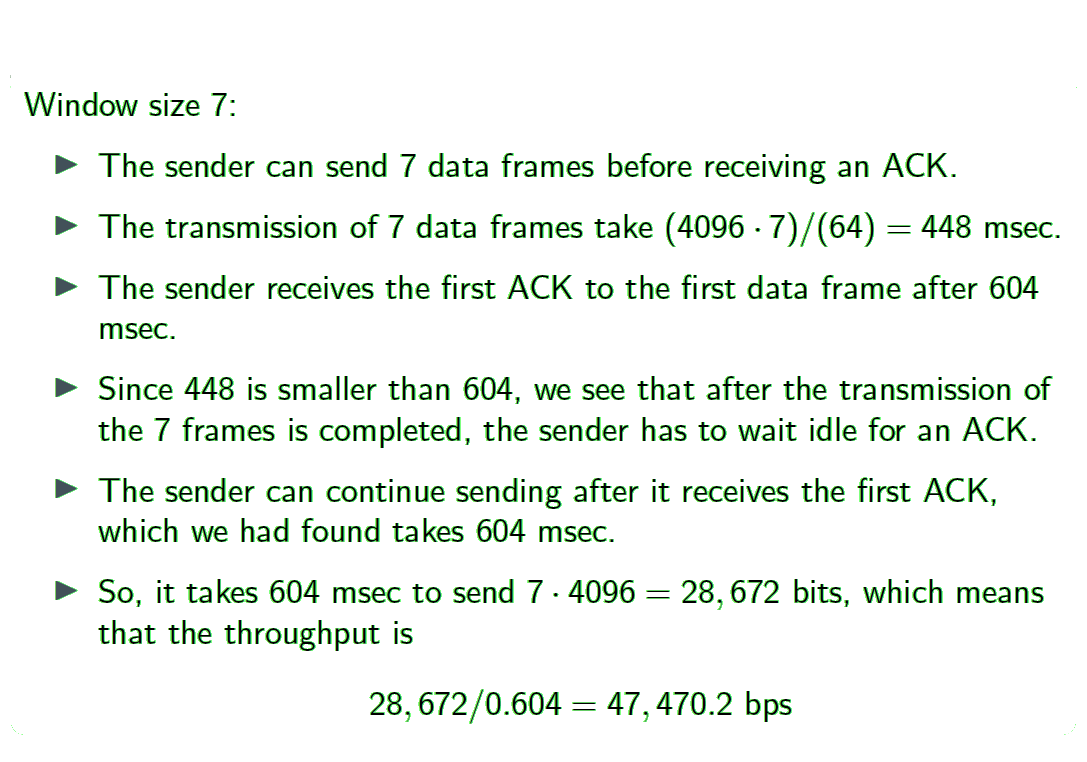 Window size 7:
▶ The sender can send 7 data frames before receiving an ACK.
▶ The transmission of 7 data frames take (4096 · 7)/(64) = 448 msec.
▶ The sender receives the first ACK to the first data frame after 604
msec.
▶ Since 448 is smaller than 604, we see that after the transmission of
the 7 frames is completed, the sender has to wait idle for an ACK.
▶ The sender can continue sending after it receives the first ACK,
which we had found takes 604 msec.
▶ So, it takes 604 msec to send 7 · 4096 = 28, 672 bits, which means
that the throughput is
28, 672/0.604 = 47, 470.2 bps